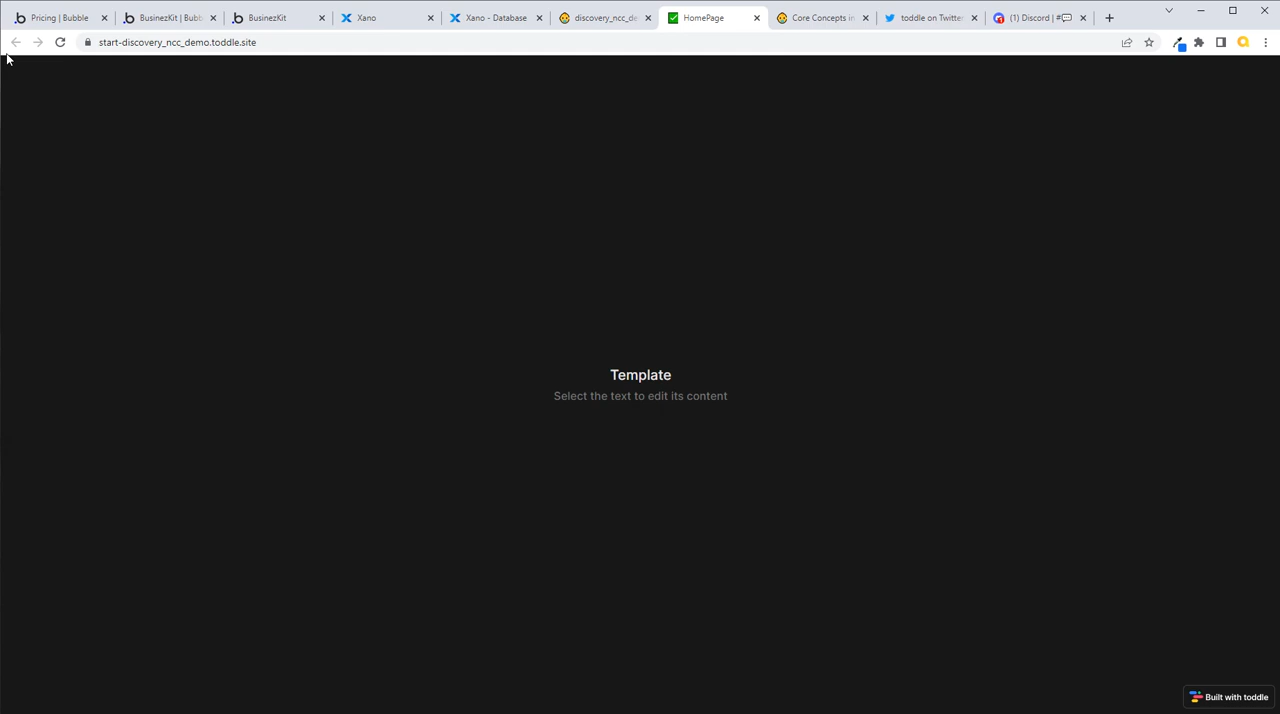 Pricing | Bubble
BusinezKit | Bubb
BusinezKit
Xano
Xano - Database
discovery_ncc_de
HomePage
Core Concepts in
toddle on Twitter
(1) Discord | #
start-discovery_ncc_demo.toddle.site
Template
Select the text to edit its content
Built with toddle